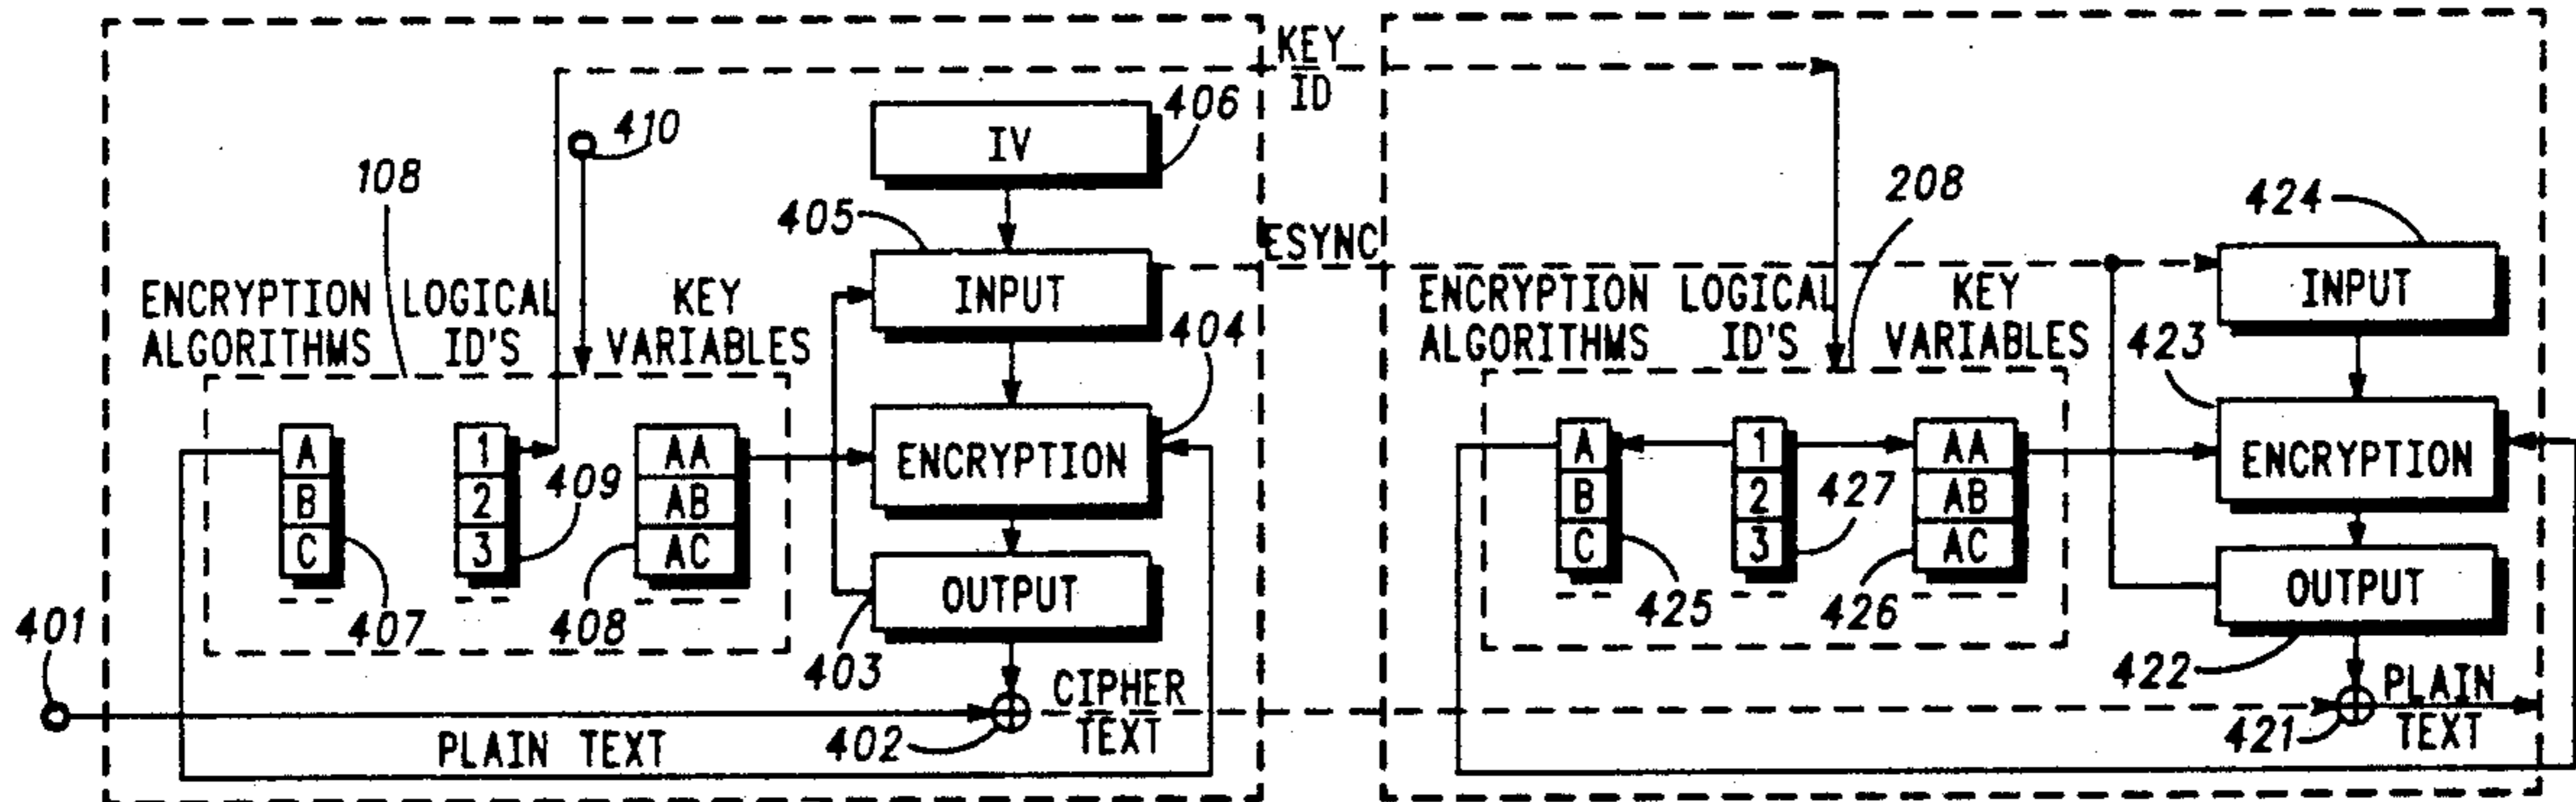 KEY
ID
410
IV
406
108
405
INPUT
ESYNC
208
424
INPUT
ENCRYPTION
ALGORITHMS
LOGICAL
ID'S
KEY
VARIABLES
404
ENCRYPTION
ALGORITHMS
LOGICAL
ID'S
KEY
VARIABLES
423
A
B
C
1
2
3
409
AA
AB
AC
ENCRYPTION
A
B
C
1
2
3
427
AA
AB
AC
ENCRYPTION
OUTPUT
OUTPUT
401
407
408
403
425
426
422
CIPHER
TEXT
PLAIN
TEXT
PLAIN TEXT
402
421